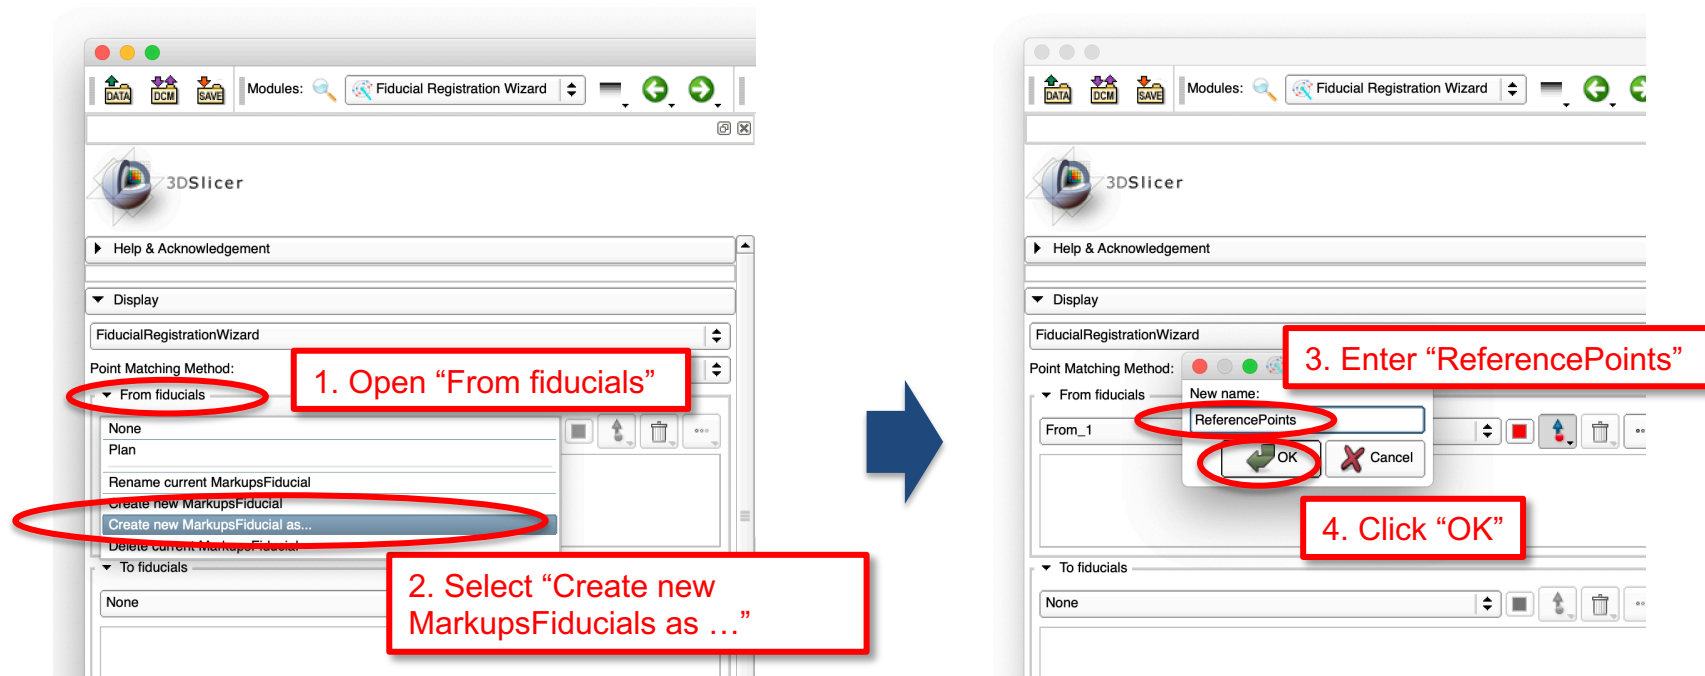 DATA DCM SAVE Modules: Fiducial Registration Wizard
3DSlicer
Help & Acknowledgement
Display
FiducialRegistrationWizard
Point Matching Method:
1. Open “From fiducials”
From fiducials
None
Plan
Rename current MarkupsFiducial
Create new MarkupsFiducial
Create new MarkupsFiducial as...
Delete current MarkupsFiducial
To fiducials
None
2. Select “Create new
MarkupsFiducials as …”
DATA DCM SAVE Modules: Fiducial Registration Wizard
3DSlicer
Help & Acknowledgement
Display
FiducialRegistrationWizard
3. Enter “ReferencePoints”
Point Matching Method:
From fiducials
New name:
ReferencePoints
From_1
OK Cancel
4. Click “OK”
To fiducials
None